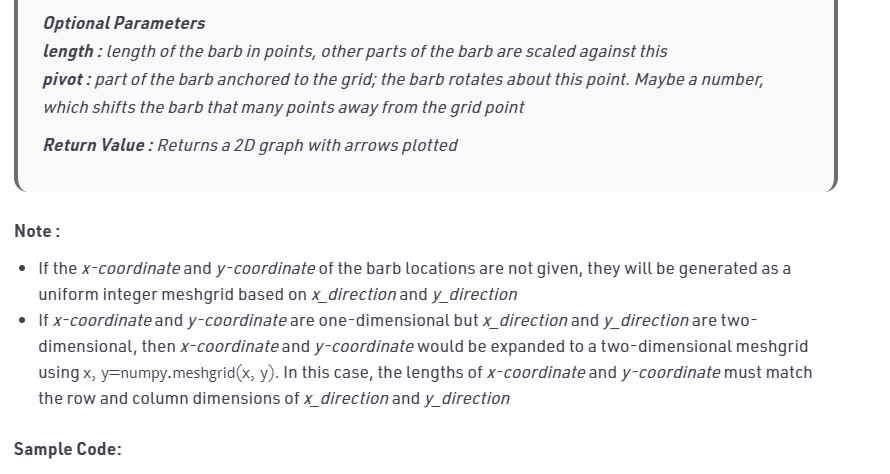 Optional Parameters
length : length of the barb in points, other parts of the barb are scaled against this
pivot : part of the barb anchored to the grid; the barb rotates about this point. Maybe a number,
which shifts the barb that many points away from the grid point
Return Value : Returns a 2D graph with arrows plotted
Note :
• If the x-coordinate and y-coordinate of the barb locations are not given, they will be generated as a
uniform integer meshgrid based on x_direction and y_direction
• If x-coordinate and y-coordinate are one-dimensional but x_direction and y_direction are two-
dimensional, then x-coordinate and y-coordinate would be expanded to a two-dimensional meshgrid
using x, y=numpy.meshgrid(x, y). In this case, the lengths of x-coordinate and y-coordinate must match
the row and column dimensions of x_direction and y_direction
Sample Code: